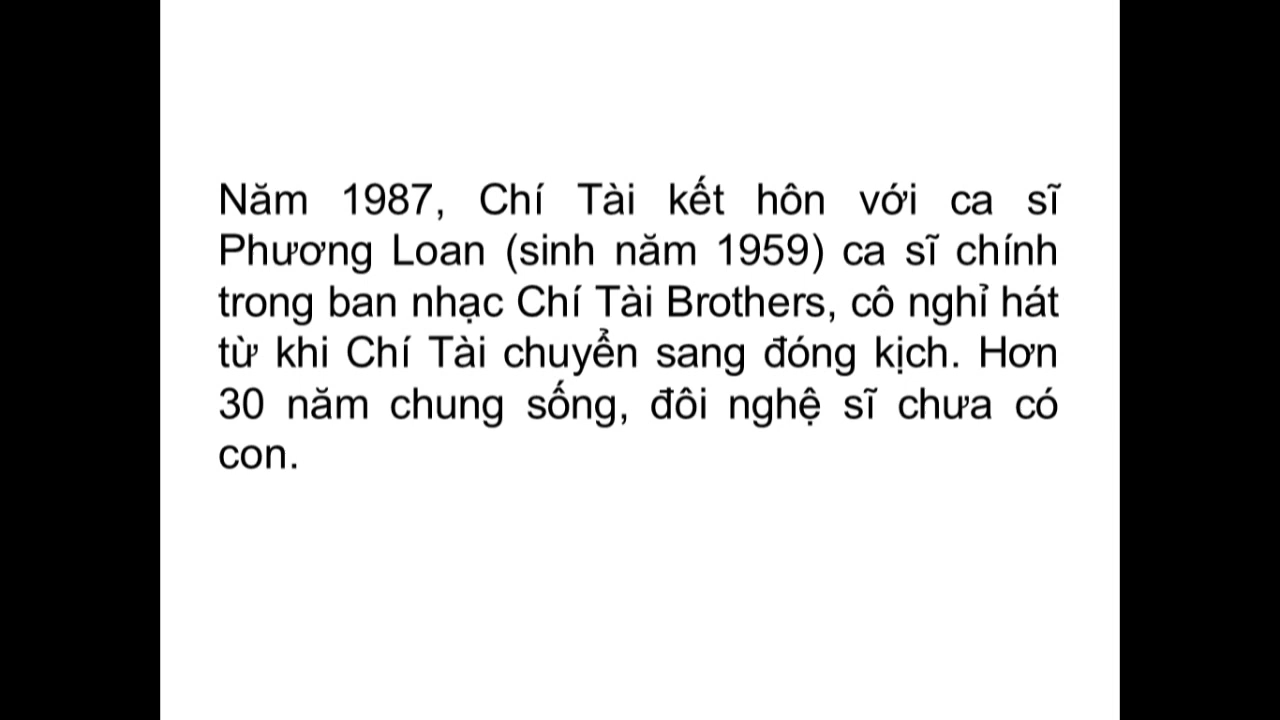 Năm 1987, Chí Tài kết hôn với ca sĩ
Phương Loan (sinh năm 1959) ca sĩ chính
trong ban nhạc Chí Tài Brothers, cô nghỉ hát
từ khi Chí Tài chuyển sang đóng kịch. Hơn
30 năm chung sống, đôi nghệ sĩ chưa có
con.